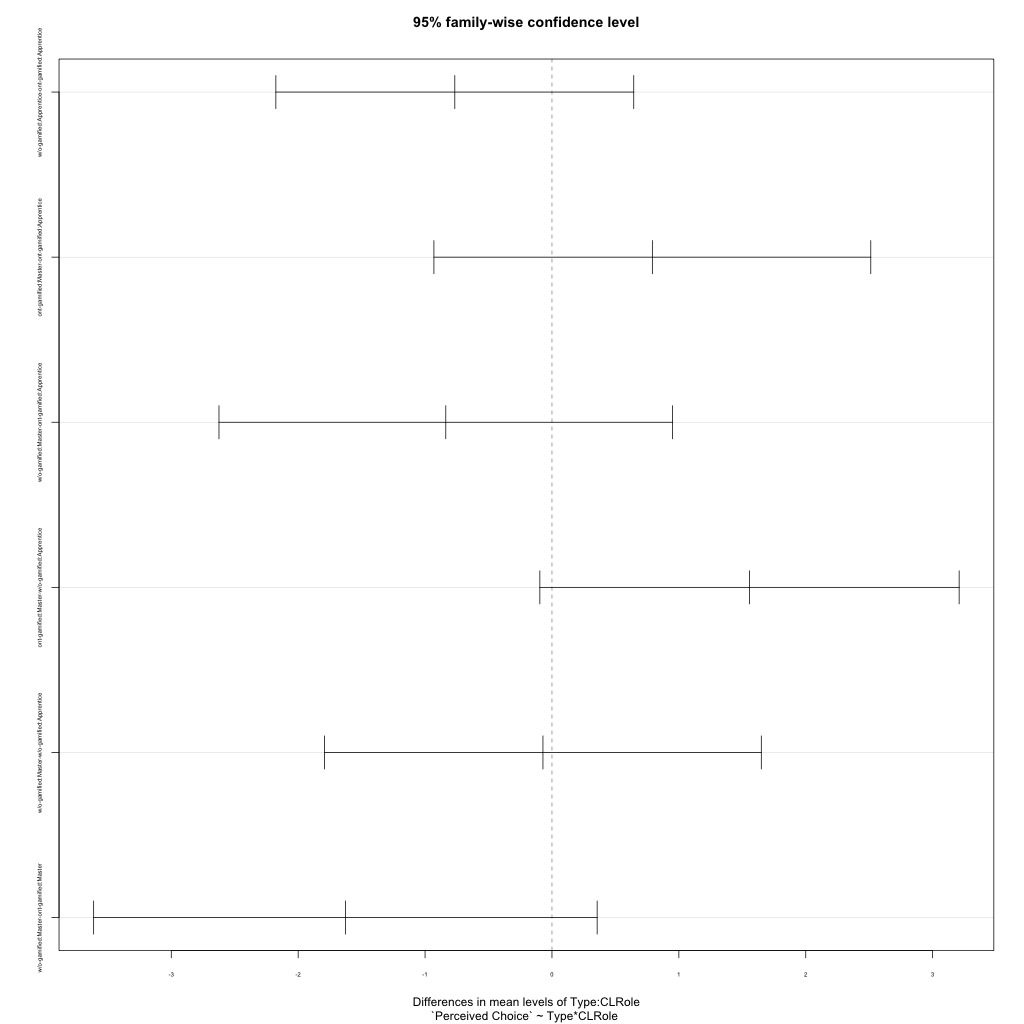 95% family-wise confidence level
w/o-gamified:Apprentice-ont-gamified:Apprentice
ont-gamified:Master-ont-gamified:Apprentice
w/o-gamified:Master-ont-gamified:Apprentice
ont-gamified:Master-w/o-gamified:Apprentice
w/o-gamified:Master-w/o-gamified:Apprentice
w/o-gamified:Master-ont-gamified:Master
-3 -2 -1 0 1 2 3
Differences in mean levels of Type:CLRole
`Perceived Choice` ~ Type*CLRole